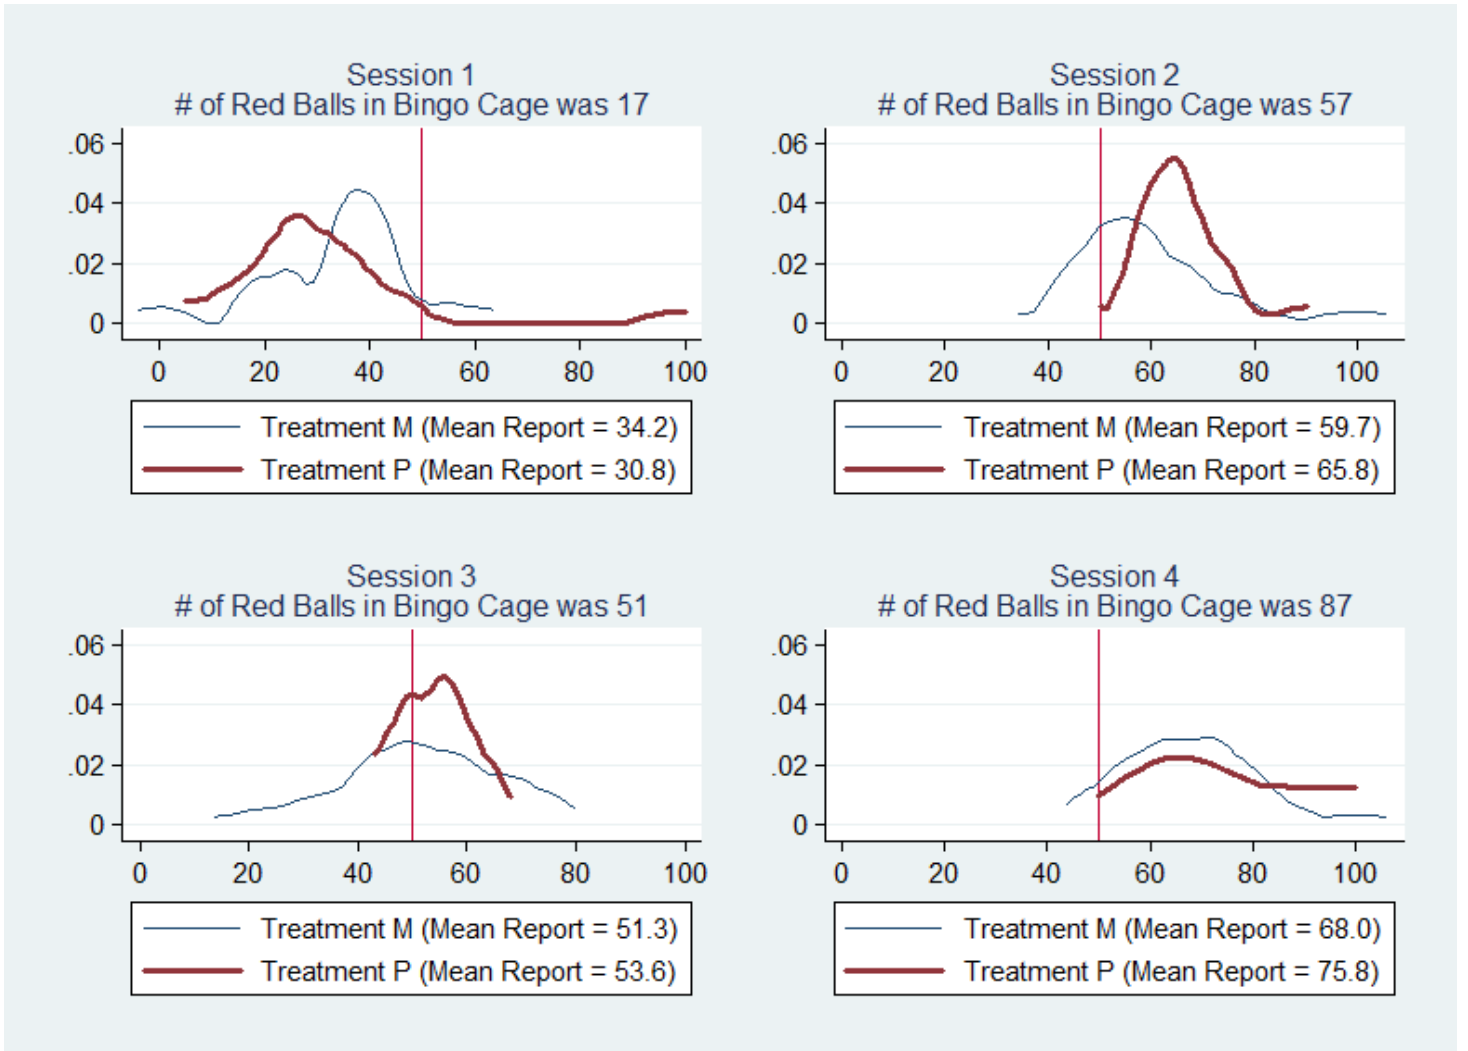 Session 1
# of Red Balls in Bingo Cage was 17
.06
.04
.02
0
0 20 40 60 80 100
Treatment M (Mean Report = 34.2)
Treatment P (Mean Report = 30.8)
Session 2
# of Red Balls in Bingo Cage was 57
.06
.04
.02
0
0 20 40 60 80 100
Treatment M (Mean Report = 59.7)
Treatment P (Mean Report = 65.8)
Session 3
# of Red Balls in Bingo Cage was 51
.06
.04
.02
0
0 20 40 60 80 100
Treatment M (Mean Report = 51.3)
Treatment P (Mean Report = 53.6)
Session 4
# of Red Balls in Bingo Cage was 87
.06
.04
.02
0
0 20 40 60 80 100
Treatment M (Mean Report = 68.0)
Treatment P (Mean Report = 75.8)